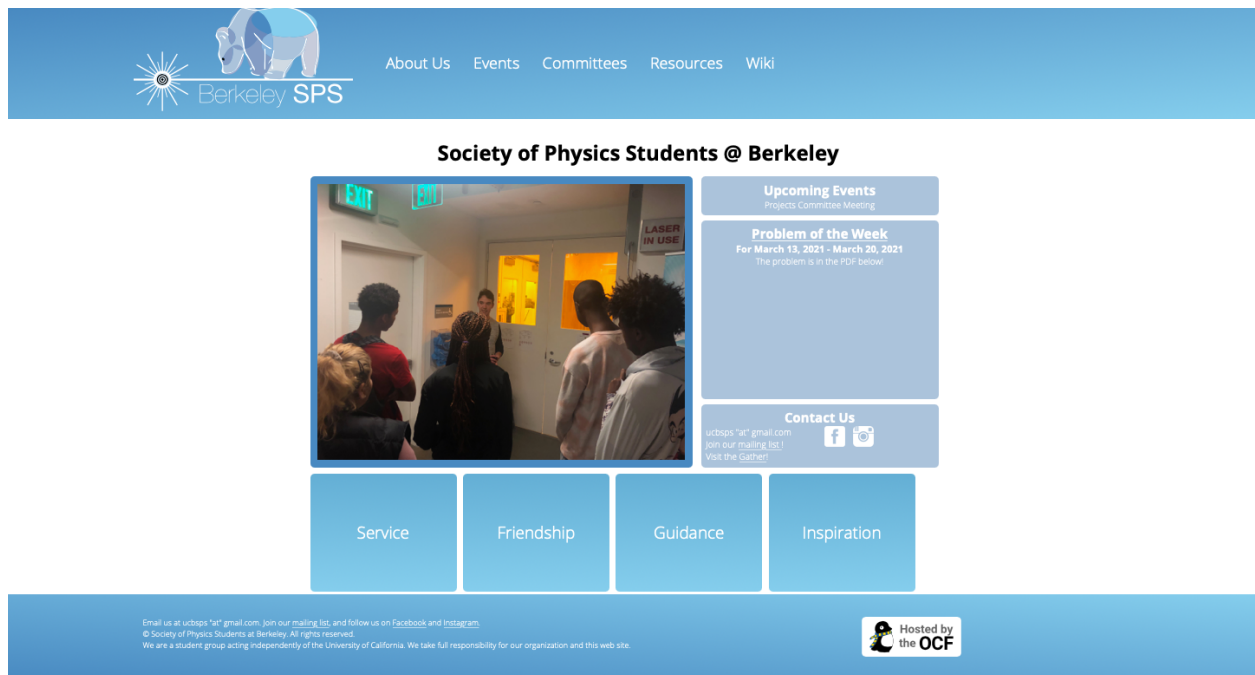 Berkeley SPS
About Us Events Committees Resources Wiki
Society of Physics Students @ Berkeley
EXIT
EXIT
LASER
IN USE
Upcoming Events
Projects Committee Meeting
Problem of the Week
For March 13, 2021 - March 20, 2021
The problem is in the PDF below!
Contact Us
ucbsps "at" gmail.com
Join our mailing list !
Visit the Gather!
Service
Friendship
Guidance
Inspiration
Email us at ucbsps "at" gmail.com. Join our mailing list, and follow us on Facebook and Instagram.
© Society of Physics Students at Berkeley. All rights reserved.
We are a student group acting independently of the University of California. We take full responsibility for our organization and this web site.
Hosted by
the OCF